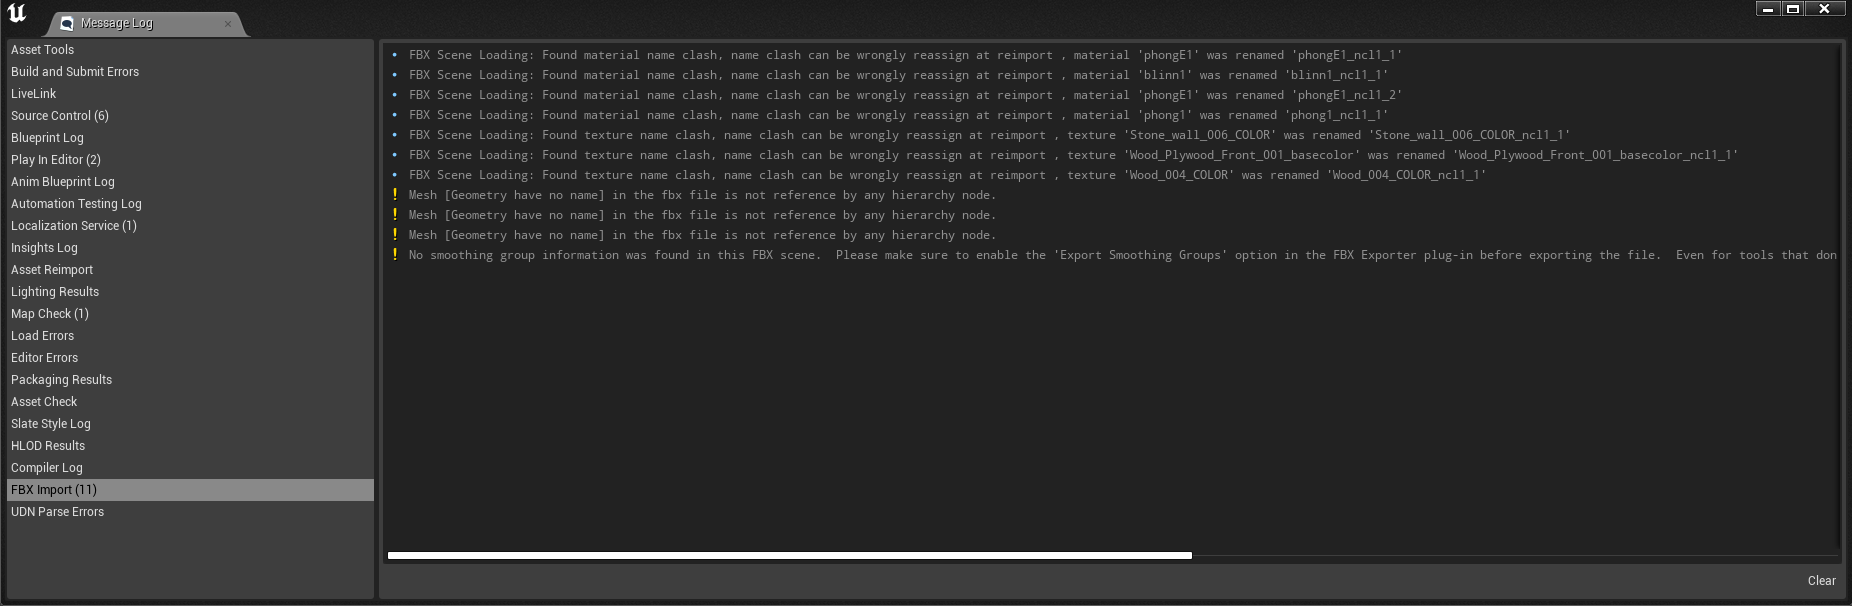 Message Log
Asset Tools
Build and Submit Errors
LiveLink
Source Control (6)
Blueprint Log
Play In Editor (2)
Anim Blueprint Log
Automation Testing Log
Localization Service (1)
Insights Log
Asset Reimport
Lighting Results
Map Check (1)
Load Errors
Editor Errors
Packaging Results
Asset Check
Slate Style Log
HLOD Results
Compiler Log
FBX Import (11)
UDN Parse Errors
• FBX Scene Loading: Found material name clash, name clash can be wrongly reassign at reimport , material 'phongE1' was renamed 'phongE1_ncl1_1'
• FBX Scene Loading: Found material name clash, name clash can be wrongly reassign at reimport , material 'blinn1' was renamed 'blinn1_ncl1_1'
• FBX Scene Loading: Found material name clash, name clash can be wrongly reassign at reimport , material 'phongE1' was renamed 'phongE1_ncl1_2'
• FBX Scene Loading: Found material name clash, name clash can be wrongly reassign at reimport , material 'phong1' was renamed 'phong1_ncl1_1'
• FBX Scene Loading: Found texture name clash, name clash can be wrongly reassign at reimport , texture 'Stone_wall_006_COLOR' was renamed 'Stone_wall_006_COLOR_ncl1_1'
• FBX Scene Loading: Found texture name clash, name clash can be wrongly reassign at reimport , texture 'Wood_Plywood_Front_001_basecolor' was renamed 'Wood_Plywood_Front_001_basecolor_ncl1_1'
• FBX Scene Loading: Found texture name clash, name clash can be wrongly reassign at reimport , texture 'Wood_004_COLOR' was renamed 'Wood_004_COLOR_ncl1_1'
! Mesh [Geometry have no name] in the fbx file is not reference by any hierarchy node.
! Mesh [Geometry have no name] in the fbx file is not reference by any hierarchy node.
! Mesh [Geometry have no name] in the fbx file is not reference by any hierarchy node.
! No smoothing group information was found in this FBX scene.  Please make sure to enable the 'Export Smoothing Groups' option in the FBX Exporter plug-in before exporting the file.  Even for tools that don
Clear